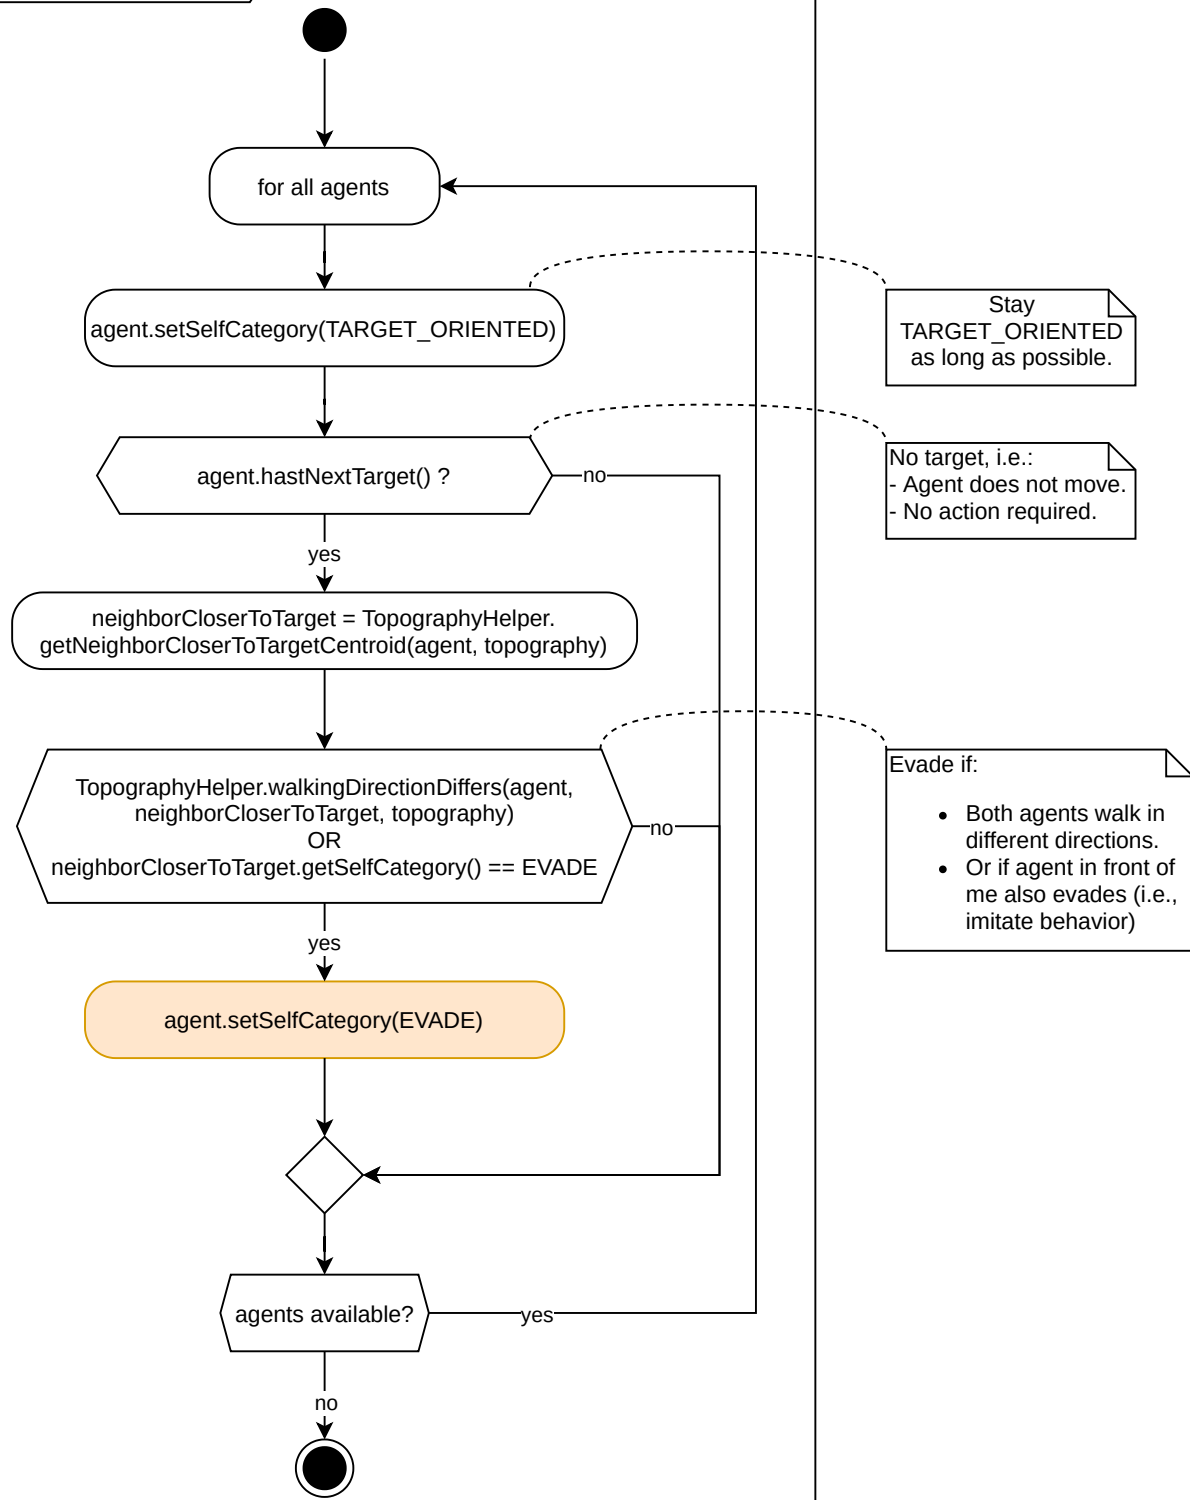 for all agents
agent.setSelfCategory(TARGET_ORIENTED)
Stay
TARGET_ORIENTED
as long as possible.
agent.hastNextTarget() ?
no
No target, i.e.:
- Agent does not move.
- No action required.
yes
neighborCloserToTarget = TopographyHelper.
getNeighborCloserToTargetCentroid(agent, topography)
TopographyHelper.walkingDirectionDiffers(agent,
neighborCloserToTarget, topography)
OR
neighborCloserToTarget.getSelfCategory() == EVADE
no
Evade if:
• Both agents walk in
different directions.
• Or if agent in front of
me also evades (i.e.,
imitate behavior)
yes
agent.setSelfCategory(EVADE)
agents available?
yes
no